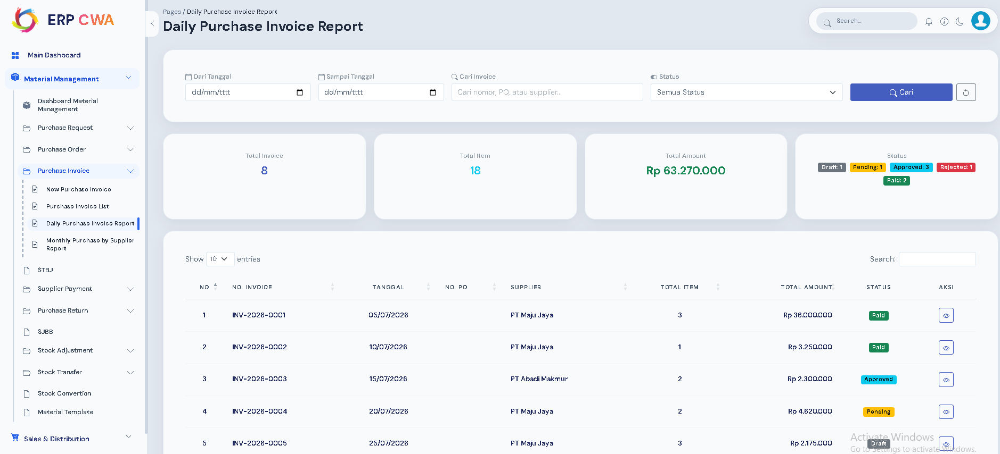 ERP CWA
Main Dashboard
Material Management
Dashboard Material
Management
Purchase Request
Purchase Order
Purchase Invoice
New Purchase Invoice
Purchase Invoice List
Daily Purchase Invoice Report
Monthly Purchase by Supplier
Report
STBJ
Supplier Payment
Purchase Return
SJBB
Stock Adjustment
Stock Transfer
Stock Convertion
Material Template
Sales & Distribution
Pages / Daily Purchase Invoice Report
Daily Purchase Invoice Report
Search...
Dari Tanggal
Sampai Tanggal
Cari Invoice
Status
dd/mm/tttt
dd/mm/tttt
Cari nomor, PO, atau supplier...
Semua Status
Cari
Total Invoice
8
Total Item
18
Total Amount
Rp 63.270.000
Status
Draft: 1 Pending: 1 Approved: 3 Rejected: 1
Paid: 2
Show 10 entries
Search:
NO NO. INVOICE TANGGAL NO. PO SUPPLIER TOTAL ITEM TOTAL AMOUNT STATUS AKSI
1 INV-2026-0001 05/07/2026 PT Maju Jaya 3 Rp 36.000.000 Paid
2 INV-2026-0002 10/07/2026 PT Maju Jaya 1 Rp 3.250.000 Paid
3 INV-2026-0003 15/07/2026 PT Abadi Makmur 2 Rp 2.300.000 Approved
4 INV-2026-0004 20/07/2026 PT Maju Jaya 2 Rp 4.620.000 Pending
5 INV-2026-0005 25/07/2026 PT Maju Jaya 3 Rp 2.175.000 Draft
Activate Windows
Go to Settings to activate Windows.